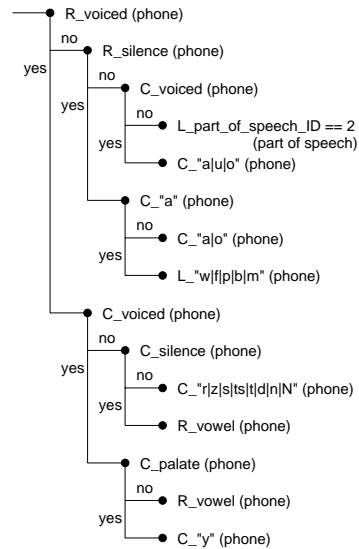 R_voiced (phone)
no
R_silence (phone)
yes
no
C_voiced (phone)
yes
no
L_part_of_speech_ID == 2
(part of speech)
yes
C_"a|u|o" (phone)
C_"a" (phone)
no
C_"a|o" (phone)
yes
L_"w|f|p|b|m" (phone)
C_voiced (phone)
no
C_silence (phone)
yes
no
C_"r|z|s|ts|t|d|n|N" (phone)
yes
R_vowel (phone)
C_palate (phone)
no
R_vowel (phone)
yes
C_"y" (phone)